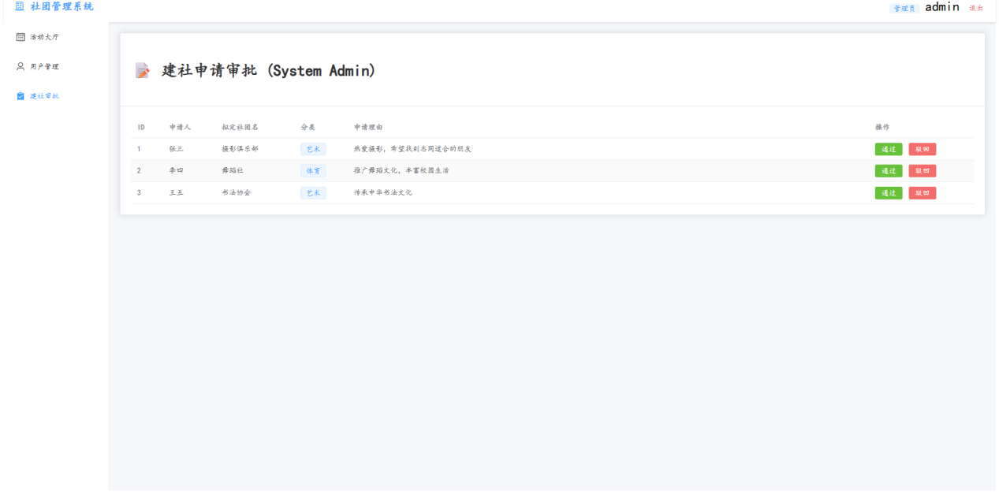 社团管理系统 管理员 admin 退出
活动大厅
用户管理
建社审批
建社申请审批 (System Admin)
ID 申请人 拟定社团名 分类 申请理由 操作
1 张三 摄影俱乐部 艺术 热爱摄影，希望找到志同道合的朋友 通过 驳回
2 李四 舞蹈社 体育 推广舞蹈文化，丰富校园生活 通过 驳回
3 王五 书法协会 艺术 传承中华书法文化 通过 驳回